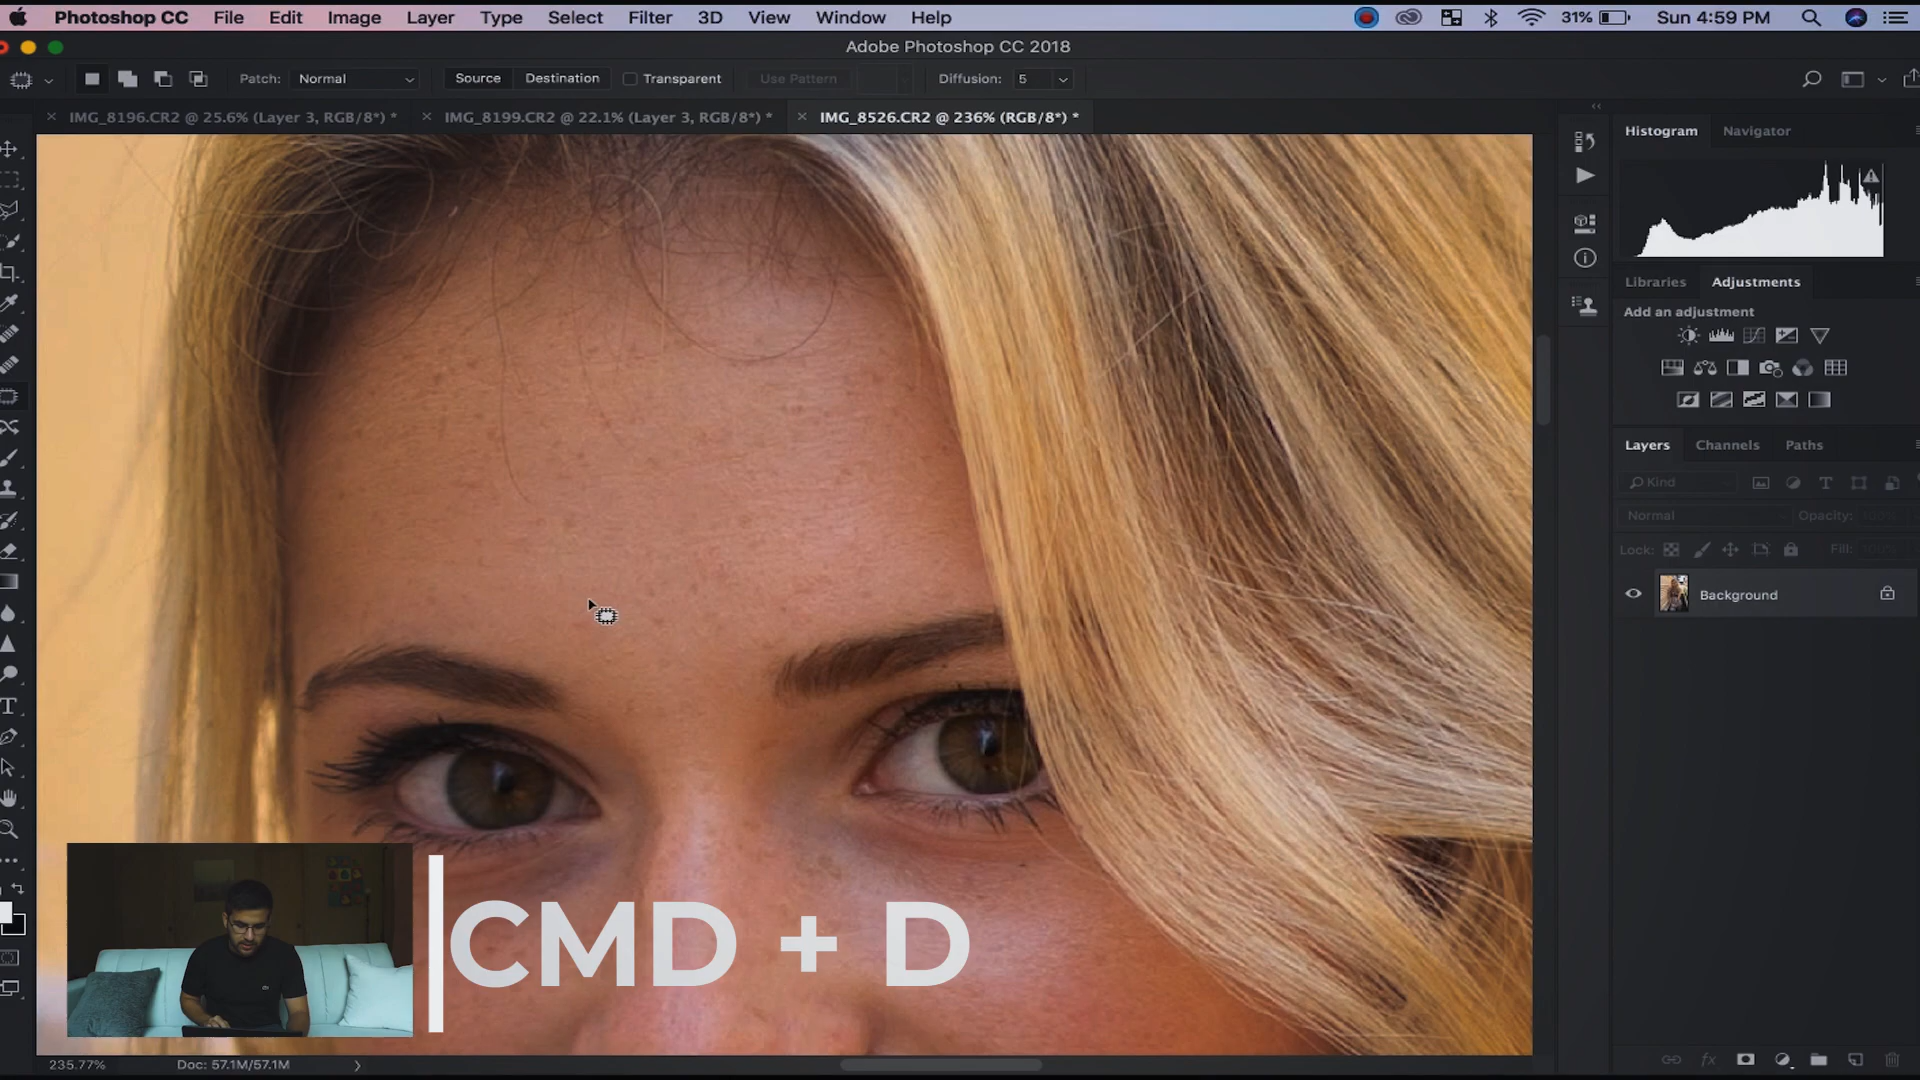 Photoshop CC File Edit Image Layer Type Select Filter 3D View Window Help 31% Sun 4:59 PM
Adobe Photoshop CC 2018
Patch: Normal Source Destination Transparent Use Pattern Diffusion: 5
IMG_8196.CR2 @ 25.6% (Layer 3, RGB/8*) * IMG_8199.CR2 @ 22.1% (Layer 3, RGB/8*) * IMG_8526.CR2 @ 236% (RGB/8*) *
Histogram Navigator
Libraries Adjustments
Add an adjustment
Layers Channels Paths
Kind
Normal Opacity: 100%
Lock: Fill: 100%
Background
CMD + D
235.77% Doc: 57.1M/57.1M